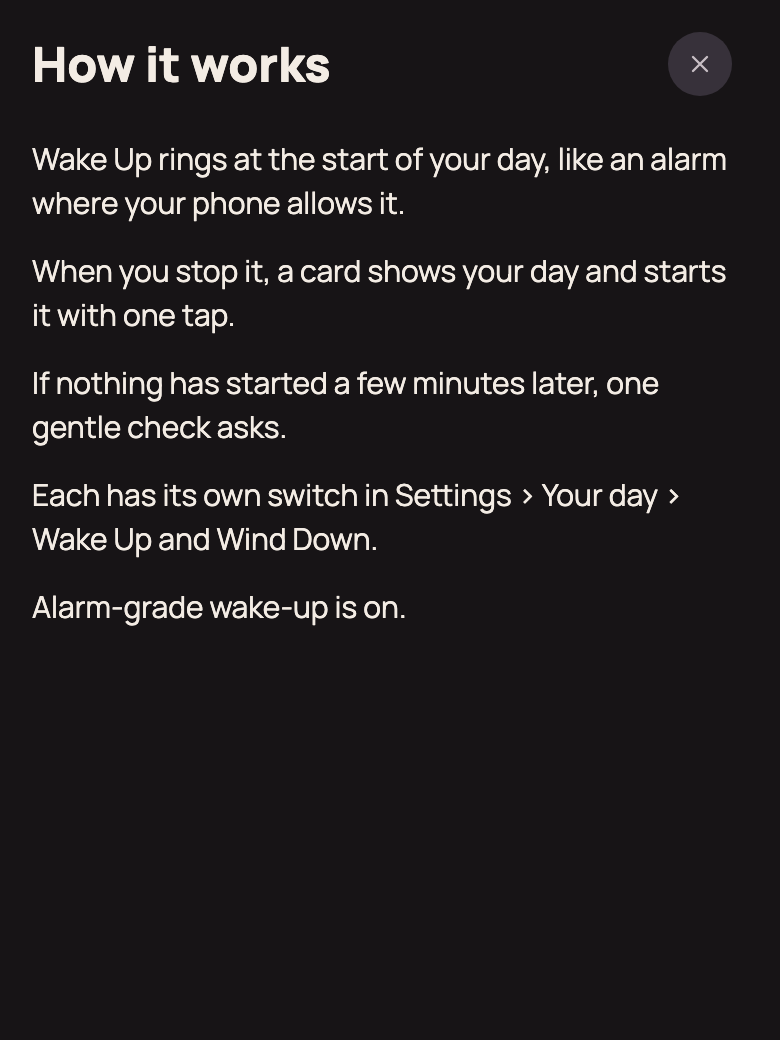 How it works
Wake Up rings at the start of your day, like an alarm
where your phone allows it.
When you stop it, a card shows your day and starts
it with one tap.
If nothing has started a few minutes later, one
gentle check asks.
Each has its own switch in Settings › Your day ›
Wake Up and Wind Down.
Alarm-grade wake-up is on.